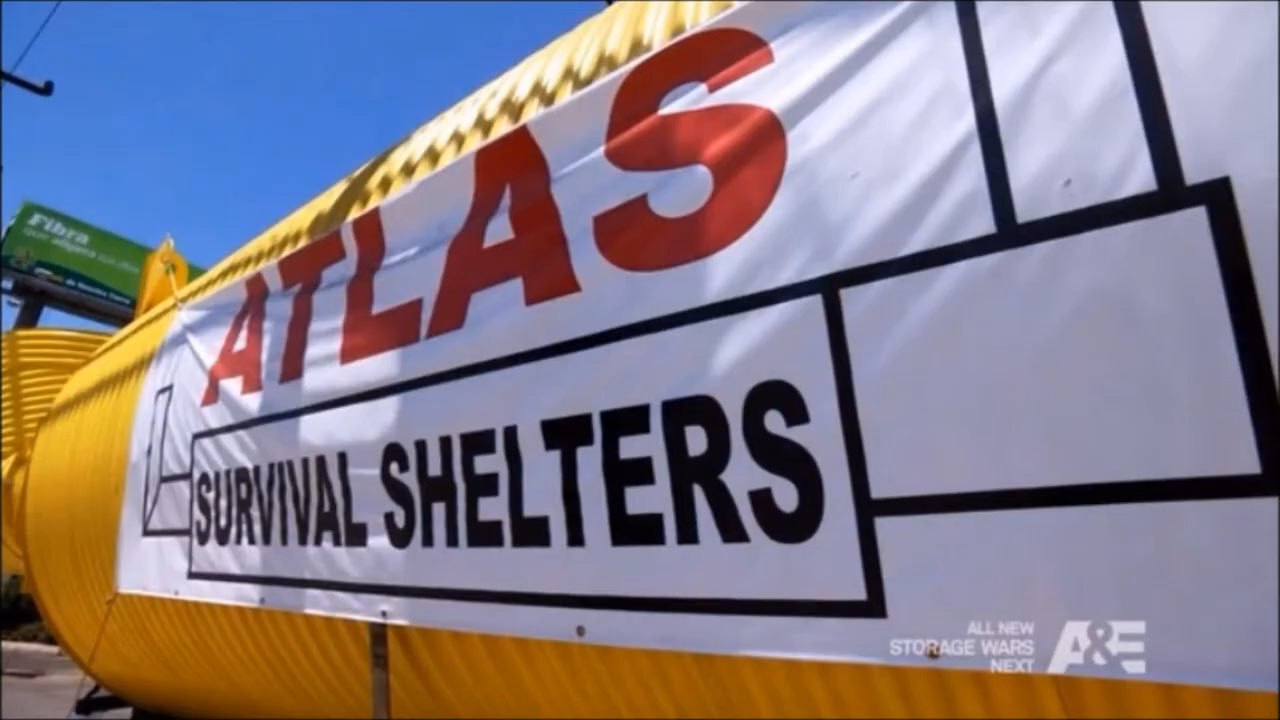 Fibra
ATLAS
SURVIVAL SHELTERS
ALL NEW
STORAGE WARS
NEXT
A&E